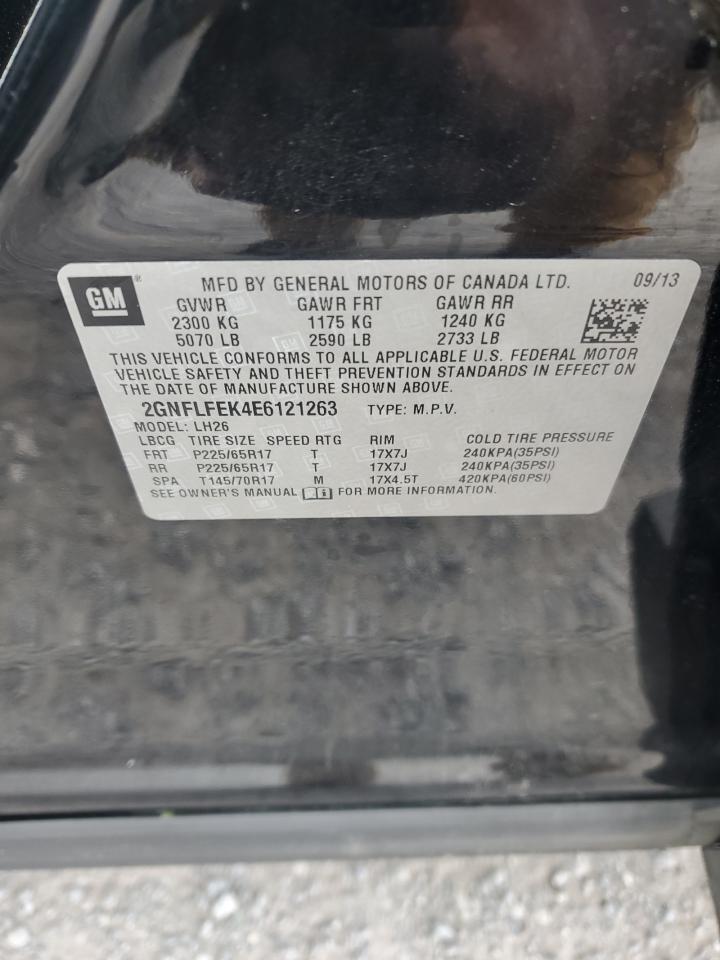 GM® MFD BY GENERAL MOTORS OF CANADA LTD. 09/13
GVWR GAWR FRT GAWR RR
2300 KG 1175 KG 1240 KG
5070 LB 2590 LB 2733 LB
THIS VEHICLE CONFORMS TO ALL APPLICABLE U.S. FEDERAL MOTOR
VEHICLE SAFETY AND THEFT PREVENTION STANDARDS IN EFFECT ON
THE DATE OF MANUFACTURE SHOWN ABOVE.
2GNFLFEK4E6121263 TYPE: M.P.V.
MODEL: LH26
LBCG TIRE SIZE SPEED RTG RIM COLD TIRE PRESSURE
FRT P225/65R17 T 17X7J 240KPA(35PSI)
RR P225/65R17 T 17X7J 240KPA(35PSI)
SPA T145/70R17 M 17X4.5T 420KPA(60PSI)
SEE OWNER'S MANUAL FOR MORE INFORMATION.